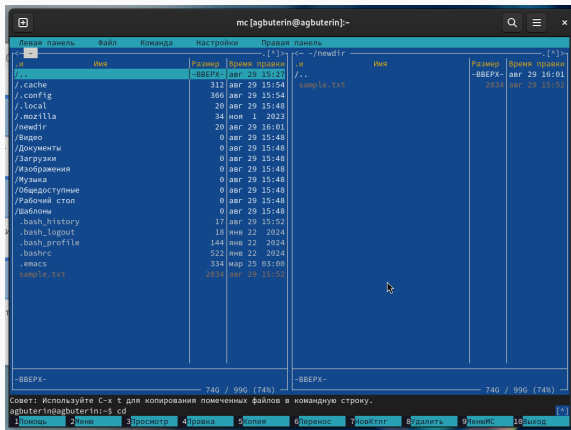 mc [agbuterin@agbuterin]:~
Левая панель Файл Команда Настройки Правая панель
<- ~ .[^]> <- ~/newdir .[^]>
.и Имя Размер Время правки .и Имя Размер Время правки
/.. -ВВЕРХ- авг 29 15:27 /.. -ВВЕРХ- авг 29 16:01
/.cache 312 авг 29 15:54 sample.txt 2834 авг 29 15:52
/.config 366 авг 29 15:54
/.local 20 авг 29 15:48
/.mozilla 34 ноя 1 2023
/newdir 20 авг 29 16:01
/Видео 0 авг 29 15:48
/Документы 0 авг 29 15:48
/Загрузки 0 авг 29 15:48
/Изображения 0 авг 29 15:48
/Музыка 0 авг 29 15:48
/Общедоступные 0 авг 29 15:48
/Рабочий стол 0 авг 29 15:48
/Шаблоны 0 авг 29 15:48
.bash_history 17 авг 29 15:52
.bash_logout 18 янв 22 2024
.bash_profile 144 янв 22 2024
.bashrc 522 янв 22 2024
.emacs 334 мар 25 03:00
sample.txt 2834 авг 29 15:52
-ВВЕРХ- -ВВЕРХ-
74G / 99G (74%) 74G / 99G (74%)
Совет: Используйте C-x t для копирования помеченных файлов в командную строку.
agbuterin@agbuterin:~$ cd [^]
1Помощь 2Меню 3Просмотр 4Правка 5Копия 6Перенос 7НовКтлг 8Удалить 9МенюMC 10Выход